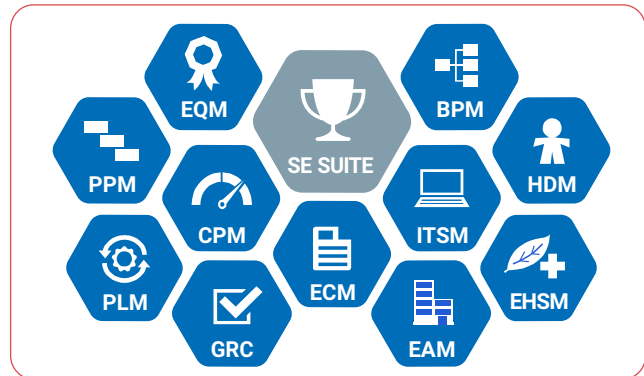 EQM
SE SUITE
BPM
PPM
HDM
CPM
ITSM
PLM
ECM
EHSM
GRC
EAM